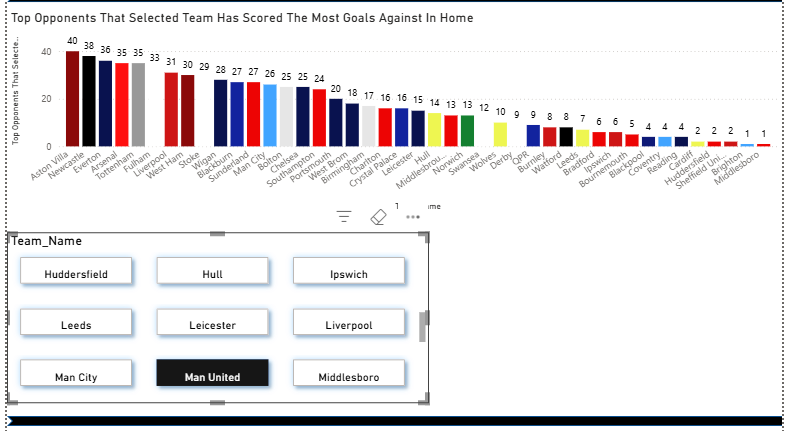 Top Opponents That Selected Team Has Scored The Most Goals Against In Home
Top Opponents That Selecte...
40
20
0
40 38 36 35 35 33 31 30 29 28 27 27 26 25 25 24 20 18 17 16 16 15 14 13 13 12 10 9 9 8 8 7 6 6 5 4 4 4 2 2 2 1 1
Aston Villa
Newcastle
Everton
Arsenal
Tottenham
Fulham
Liverpool
West Ham
Stoke
Wigan
Blackburn
Sunderland
Man City
Bolton
Chelsea
Southampton
Portsmouth
West Brom
Birmingham
Charlton
Crystal Palace
Leicester
Hull
Middlesbrou...
Norwich
Swansea
Wolves
Derby
QPR
Burnley
Watford
Leeds
Bradford
Ipswich
Bournemouth
Blackpool
Coventry
Reading
Cardiff
Huddersfield
Sheffield Uni...
Brighton
Middlesboro
Team_Name
Huddersfield Hull Ipswich
Leeds Leicester Liverpool
Man City Man United Middlesboro